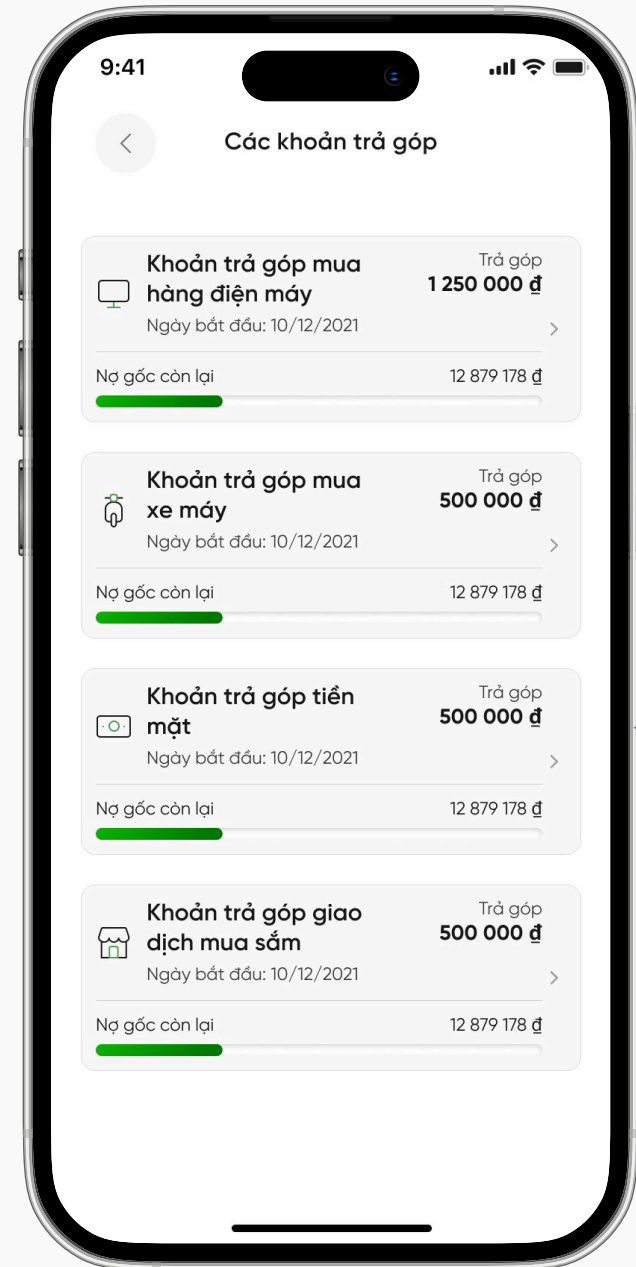 9:41
Các khoản trả góp
Khoản trả góp mua
hàng điện máy
Trả góp
1 250 000 ₫
Ngày bắt đầu: 10/12/2021
Nợ gốc còn lại
12 879 178 ₫
Khoản trả góp mua
xe máy
Trả góp
500 000 ₫
Ngày bắt đầu: 10/12/2021
Nợ gốc còn lại
12 879 178 ₫
Khoản trả góp tiền
mặt
Trả góp
500 000 ₫
Ngày bắt đầu: 10/12/2021
Nợ gốc còn lại
12 879 178 ₫
Khoản trả góp giao
dịch mua sắm
Trả góp
500 000 ₫
Ngày bắt đầu: 10/12/2021
Nợ gốc còn lại
12 879 178 ₫